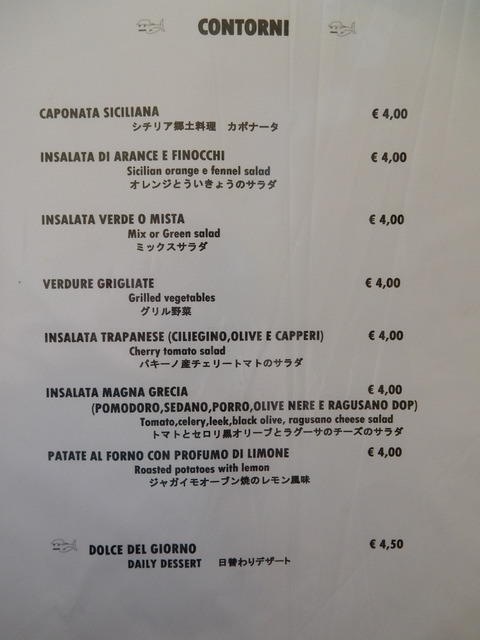 CONTORNI
CAPONATA SICILIANA € 4,00
シチリア郷土料理 カポナータ
INSALATA DI ARANCE E FINOCCHI € 4,00
Sicilian orange e fennel salad
オレンジとういきょうのサラダ
INSALATA VERDE O MISTA € 4,00
Mix or Green salad
ミックスサラダ
VERDURE GRIGLIATE € 4,00
Grilled vegetables
グリル野菜
INSALATA TRAPANESE (CILIEGINO,OLIVE E CAPPERI) € 4,00
Cherry tomato salad
パキーノ産チェリートマトのサラダ
INSALATA MAGNA GRECIA € 4,00
(POMODORO,SEDANO,PORRO,OLIVE NERE E RAGUSANO DOP)
Tomato,celery,leek,black olive, ragusano cheese salad
トマトとセロリ黒オリーブとラグーサのチーズのサラダ
PATATE AL FORNO CON PROFUMO DI LIMONE € 4,00
Roasted potatoes with lemon
ジャガイモオーブン焼のレモン風味
DOLCE DEL GIORNO € 4,50
DAILY DESSERT 日替わりデザート